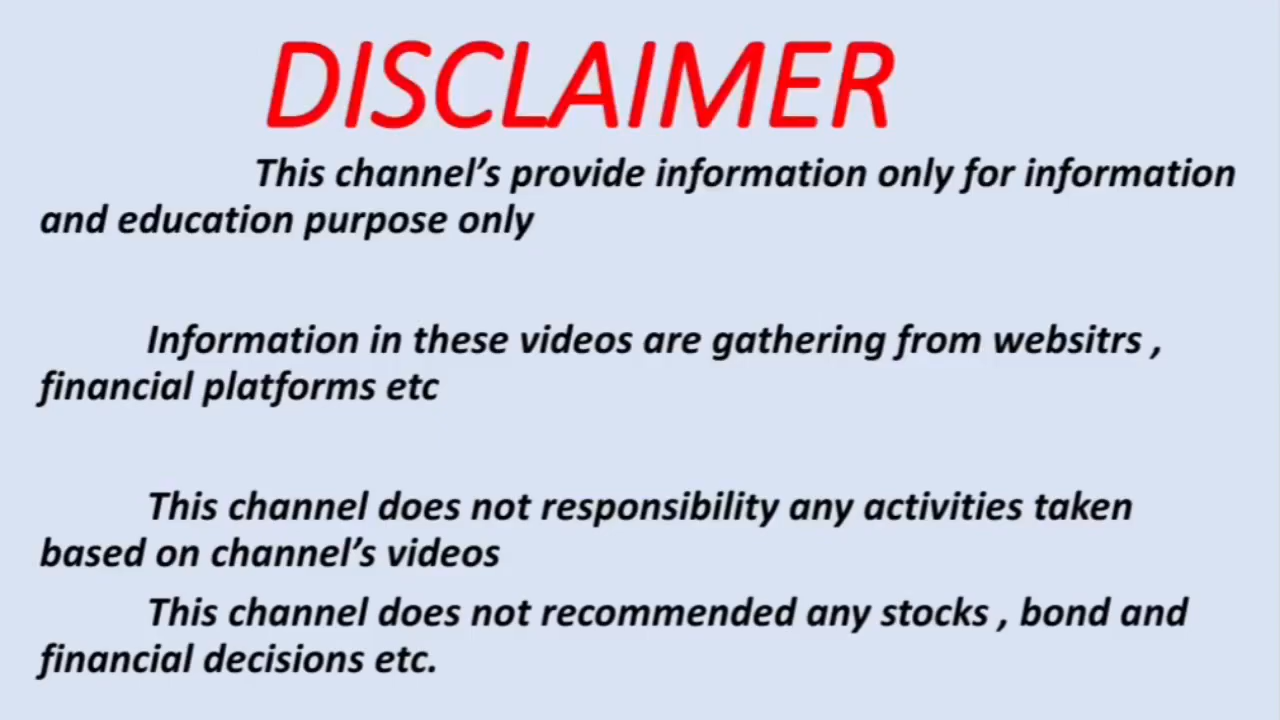 DISCLAIMER
This channel’s provide information only for information
and education purpose only
Information in these videos are gathering from websitrs ,
financial platforms etc
This channel does not responsibility any activities taken
based on channel’s videos
This channel does not recommended any stocks , bond and
financial decisions etc.